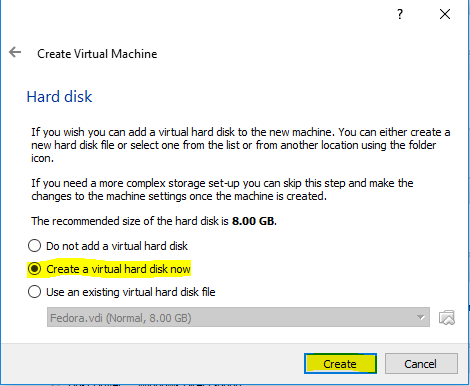 ?
Create Virtual Machine
Hard disk
If you wish you can add a virtual hard disk to the new machine. You can either create a
new hard disk file or select one from the list or from another location using the folder
icon.
If you need a more complex storage set-up you can skip this step and make the
changes to the machine settings once the machine is created.
The recommended size of the hard disk is 8.00 GB.
Do not add a virtual hard disk
Create a virtual hard disk now
Use an existing virtual hard disk file
Fedora.vdi (Normal, 8.00 GB)
Create
Cancel